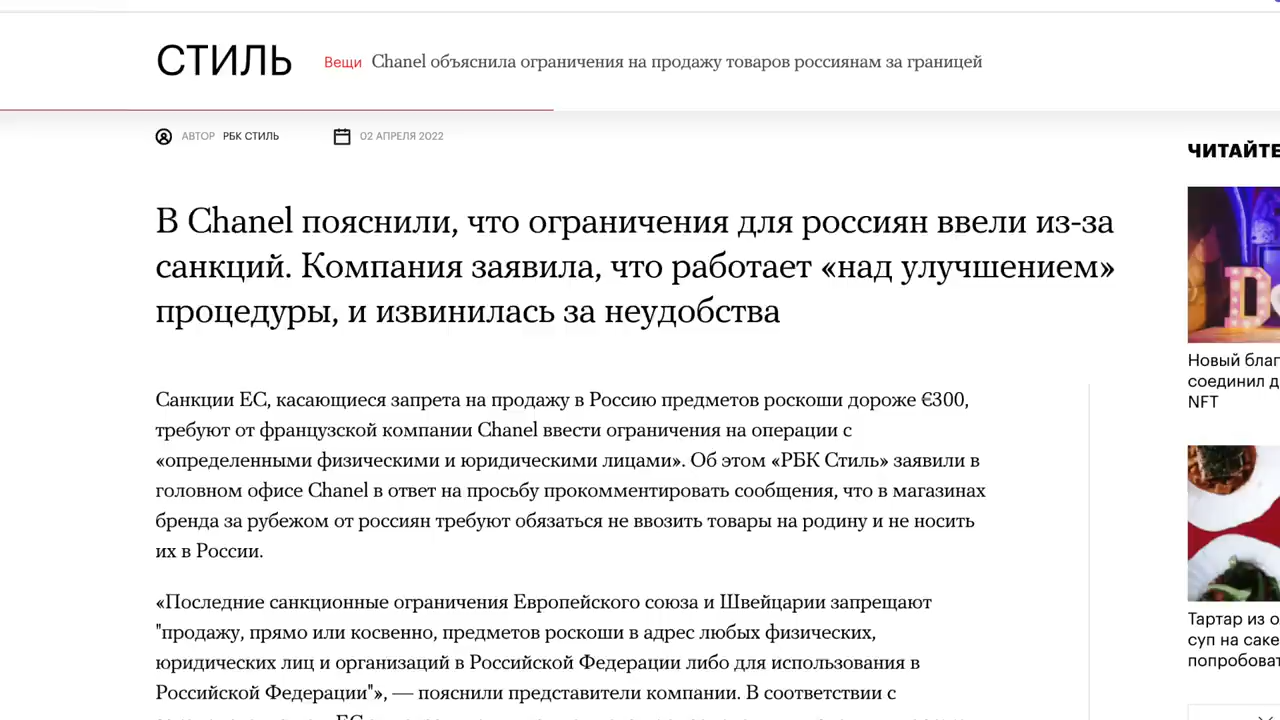 СТИЛЬ
Вещи Chanel объяснила ограничения на продажу товаров россиянам за границей
АВТОР РБК СТИЛЬ 02 АПРЕЛЯ 2022
В Chanel пояснили, что ограничения для россиян ввели из-за
санкций. Компания заявила, что работает «над улучшением»
процедуры, и извинилась за неудобства
Санкции ЕС, касающиеся запрета на продажу в Россию предметов роскоши дороже €300,
требуют от французской компании Chanel ввести ограничения на операции с
«определенными физическими и юридическими лицами». Об этом «РБК Стиль» заявили в
головном офисе Chanel в ответ на просьбу прокомментировать сообщения, что в магазинах
бренда за рубежом от россиян требуют обязаться не ввозить товары на родину и не носить
их в России.
«Последние санкционные ограничения Европейского союза и Швейцарии запрещают
"продажу, прямо или косвенно, предметов роскоши в адрес любых физических,
юридических лиц и организаций в Российской Федерации либо для использования в
Российской Федерации"», — пояснили представители компании. В соответствии с
ЧИТАЙТЕ
Новый благ
соединил д
NFT
Тартар из о
суп на саке
попробоват